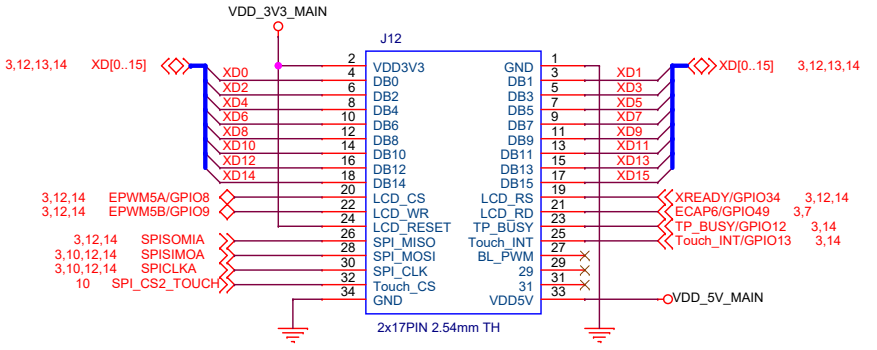 VDD_3V3_MAIN
J12
3,12,13,14 XD[0..15] 2 VDD3V3 GND 1 XD[0..15] 3,12,13,14
XD0 4 DB0 DB1 3 XD1
XD2 6 DB2 DB3 5 XD3
XD4 8 DB4 DB5 7 XD5
XD6 10 DB6 DB7 9 XD7
XD8 12 DB8 DB9 11 XD9
XD10 14 DB10 DB11 13 XD11
XD12 16 DB12 DB13 15 XD13
XD14 18 DB14 DB15 17 XD15
3,12,14 EPWM5A/GPIO8 20 LCD_CS LCD_RS 19 XREADY/GPIO34 3,12,14
3,12,14 EPWM5B/GPIO9 22 LCD_WR LCD_RD 21 ECAP6/GPIO49 3,7
24 LCD_RESET TP_BUSY 23 TP_BUSY/GPIO12 3,14
3,12,14 SPISOMIA 26 SPI_MISO Touch_INT 25 Touch_INT/GPIO13 3,14
3,10,12,14 SPISIMOA 28 SPI_MOSI BL_PWM 27
3,10,12,14 SPICLKA 30 SPI_CLK 29 29
10 SPI_CS2_TOUCH 32 Touch_CS 31 31
34 GND VDD5V 33 VDD_5V_MAIN
2x17PIN 2.54mm TH